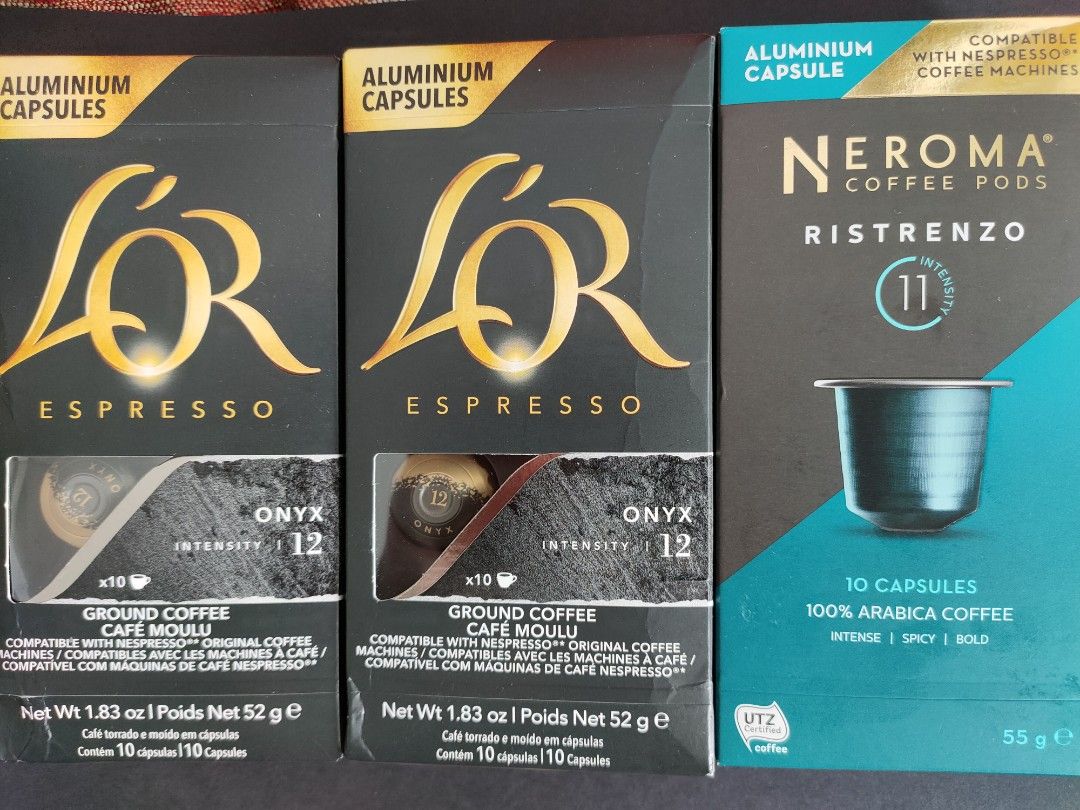 ALUMINIUM
CAPSULES
L'OR
ESPRESSO
12
ONYX
ONYX
INTENSITY | 12
x10
GROUND COFFEE
CAFÉ MOULU
COMPATIBLE WITH NESPRESSO®* ORIGINAL COFFEE
MACHINES / COMPATIBLES AVEC LES MACHINES À CAFÉ /
COMPATÍVEL COM MÁQUINAS DE CAFÉ NESPRESSO®*
Net Wt 1.83 oz | Poids Net 52 g ℮
Café torrado e moído em cápsulas
Contém 10 cápsulas | 10 Capsules
ALUMINIUM
CAPSULES
L'OR
ESPRESSO
12
ONYX
ONYX
INTENSITY | 12
x10
GROUND COFFEE
CAFÉ MOULU
COMPATIBLE WITH NESPRESSO®* ORIGINAL COFFEE
MACHINES / COMPATIBLES AVEC LES MACHINES À CAFÉ /
COMPATÍVEL COM MÁQUINAS DE CAFÉ NESPRESSO®*
Net Wt 1.83 oz | Poids Net 52 g ℮
Café torrado e moído em cápsulas
Contém 10 cápsulas | 10 Capsules
ALUMINIUM
CAPSULE
COMPATIBLE
WITH NESPRESSO®*
COFFEE MACHINES
NEROMA®
COFFEE PODS
RISTRENZO
11 INTENSITY
10 CAPSULES
100% ARABICA COFFEE
INTENSE | SPICY | BOLD
UTZ
Certified
coffee
55 g ℮